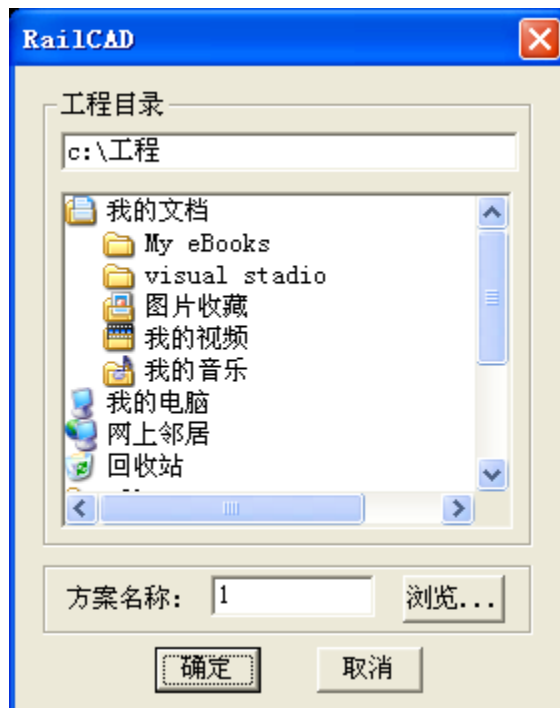 RailCAD
工程目录
c:\工程
我的文档
My eBooks
visual stadio
图片收藏
我的视频
我的音乐
我的电脑
网上邻居
回收站
方案名称： 1 浏览...
确定 取消